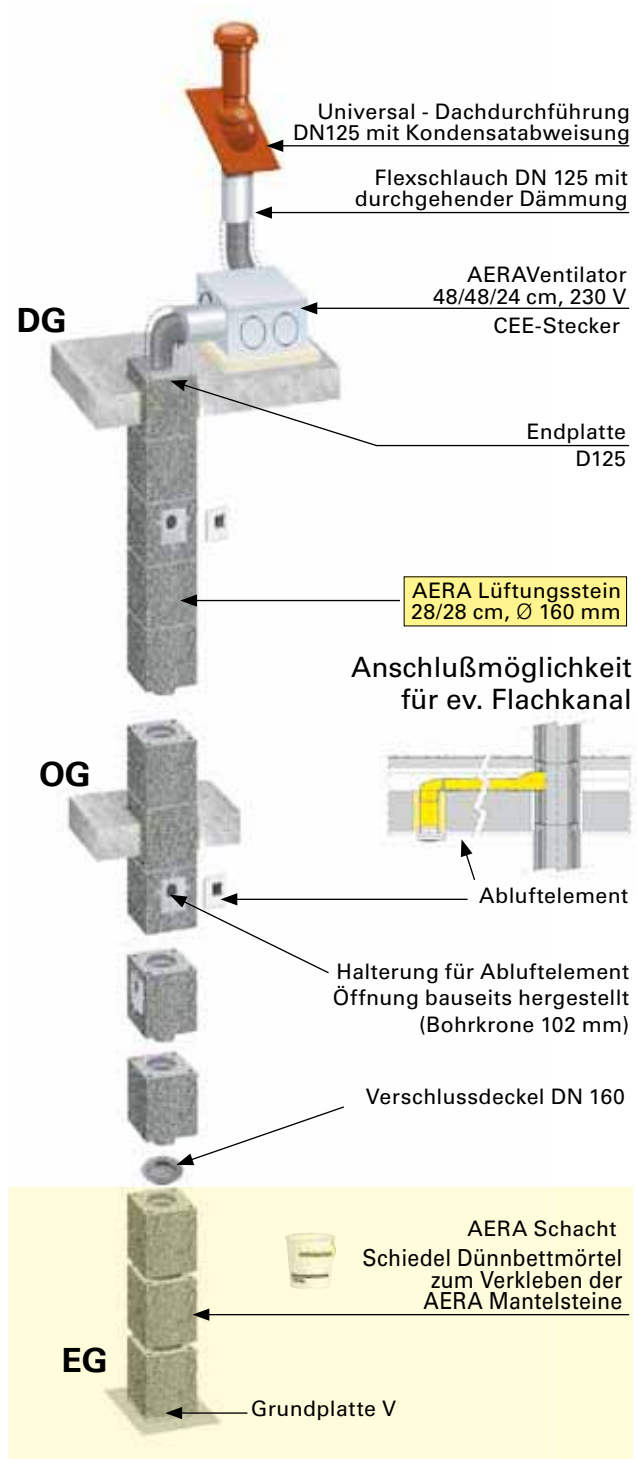 Universal - Dachdurchführung
DN125 mit Kondensatabweisung
Flexschlauch DN 125 mit
durchgehender Dämmung
AERAVentilator
48/48/24 cm, 230 V
CEE-Stecker
DG
Endplatte
D125
AERA Lüftungsstein
28/28 cm, Ø 160 mm
Anschlußmöglichkeit
für ev. Flachkanal
OG
Abluftelement
Halterung für Abluftelement
Öffnung bauseits hergestellt
(Bohrkrone 102 mm)
Verschlussdeckel DN 160
AERA Schacht
Schiedel Dünnbettmörtel
zum Verkleben der
AERA Mantelsteine
EG
Grundplatte V